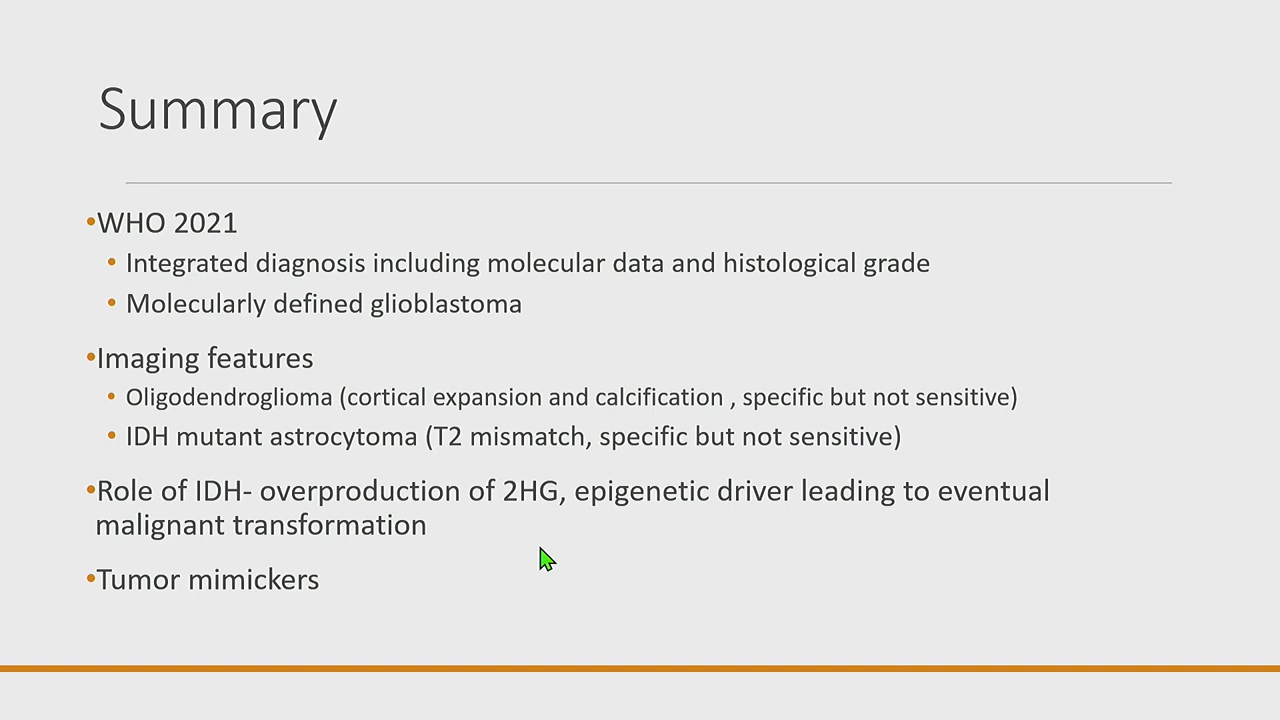 Summary
•WHO 2021
• Integrated diagnosis including molecular data and histological grade
• Molecularly defined glioblastoma
•Imaging features
• Oligodendroglioma (cortical expansion and calcification , specific but not sensitive)
• IDH mutant astrocytoma (T2 mismatch, specific but not sensitive)
•Role of IDH- overproduction of 2HG, epigenetic driver leading to eventual
malignant transformation
•Tumor mimickers